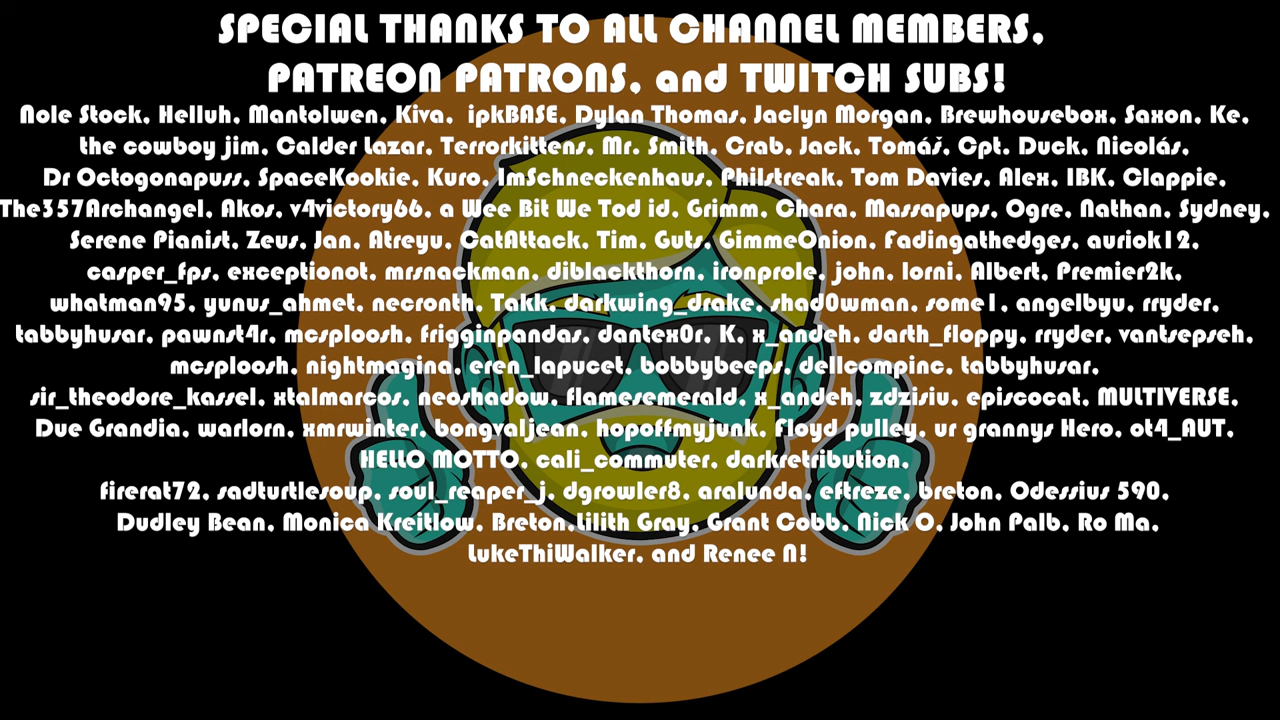 SPECIAL THANKS TO ALL CHANNEL MEMBERS,
PATREON PATRONS, and TWITCH SUBS!
Nole Stock, Helluh, Mantolwen, Kiva, ipkBASE, Dylan Thomas, Jaclyn Morgan, Brewhousebox, Saxon, Ke,
the cowboy jim, Calder Lazar, Terrorkittens, Mr. Smith, Crab, Jack, Tomáš, Cpt. Duck, Nicolás,
Dr Octogonapuss, SpaceKookie, Kuro, ImSchneckenhaus, Philstreak, Tom Davies, Alex, IBK, Clappie,
The357Archangel, Akos, v4victory66, a Wee Bit We Tod id, Grimm, Chara, Massapups, Ogre, Nathan, Sydney,
Serene Pianist, Zeus, Jan, Atreyu, CatAttack, Tim, Guts, GimmeOnion, Fadingathedges, auriok12,
casper_fps, exceptionot, mrsnackman, diblackthorn, ironprole, john, lorni, Albert, Premier2k,
whatman95, yunus_ahmet, necronth, Takk, darkwing_drake, shad0wman, some1, angelbyu, rryder,
tabbyhusar, pawnst4r, mcsploosh, frigginpandas, dantex0r, K, x_andeh, darth_floppy, rryder, vantsepseh,
mcsploosh, nightmagina, eren_lapucet, bobbybeeps, dellcompinc, tabbyhusar,
sir_theodore_kassel, xtalmarcos, neoshadow, flamesemerald, x_andeh, zdzisiu, episcocat, MULTIVERSE,
Due Grandia, warlorn, xmrwinter, bongvaljean, hopoffmyjunk, Floyd pulley, ur grannys Hero, ot4_AUT,
HELLO MOTTO, cali_commuter, darkretribution,
firerat72, sadturtlesoup, soul_reaper_j, dgrowler8, aralunda, eftreze, breton, Odessius 590,
Dudley Bean, Monica Kreitlow, Breton,Lilith Gray, Grant Cobb, Nick O, John Palb, Ro Ma,
LukeThiWalker, and Renee N!